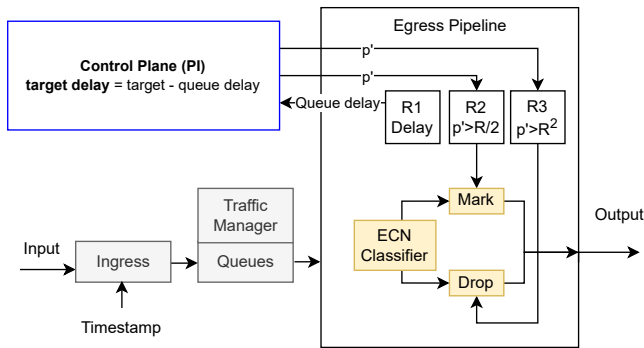 Egress Pipeline
Control Plane (PI)
target delay = target - queue delay
p'
p'
Queue delay
R1
Delay
R2
p'>R/2
R3
p'>R2
Traffic
Manager
Queues
Input
Ingress
Timestamp
ECN
Classifier
Mark
Drop
Output